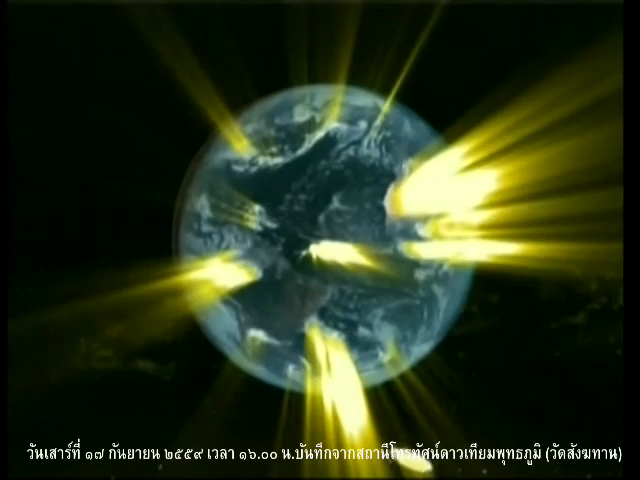 วันเสาร์ที่ ๑๗ กันยายน ๒๕๕๙ เวลา ๑๖.๐๐ น.บันทึกจากสถานีโทรทัศน์ดาวเทียมพุทธภูมิ (วัดสังฆทาน)